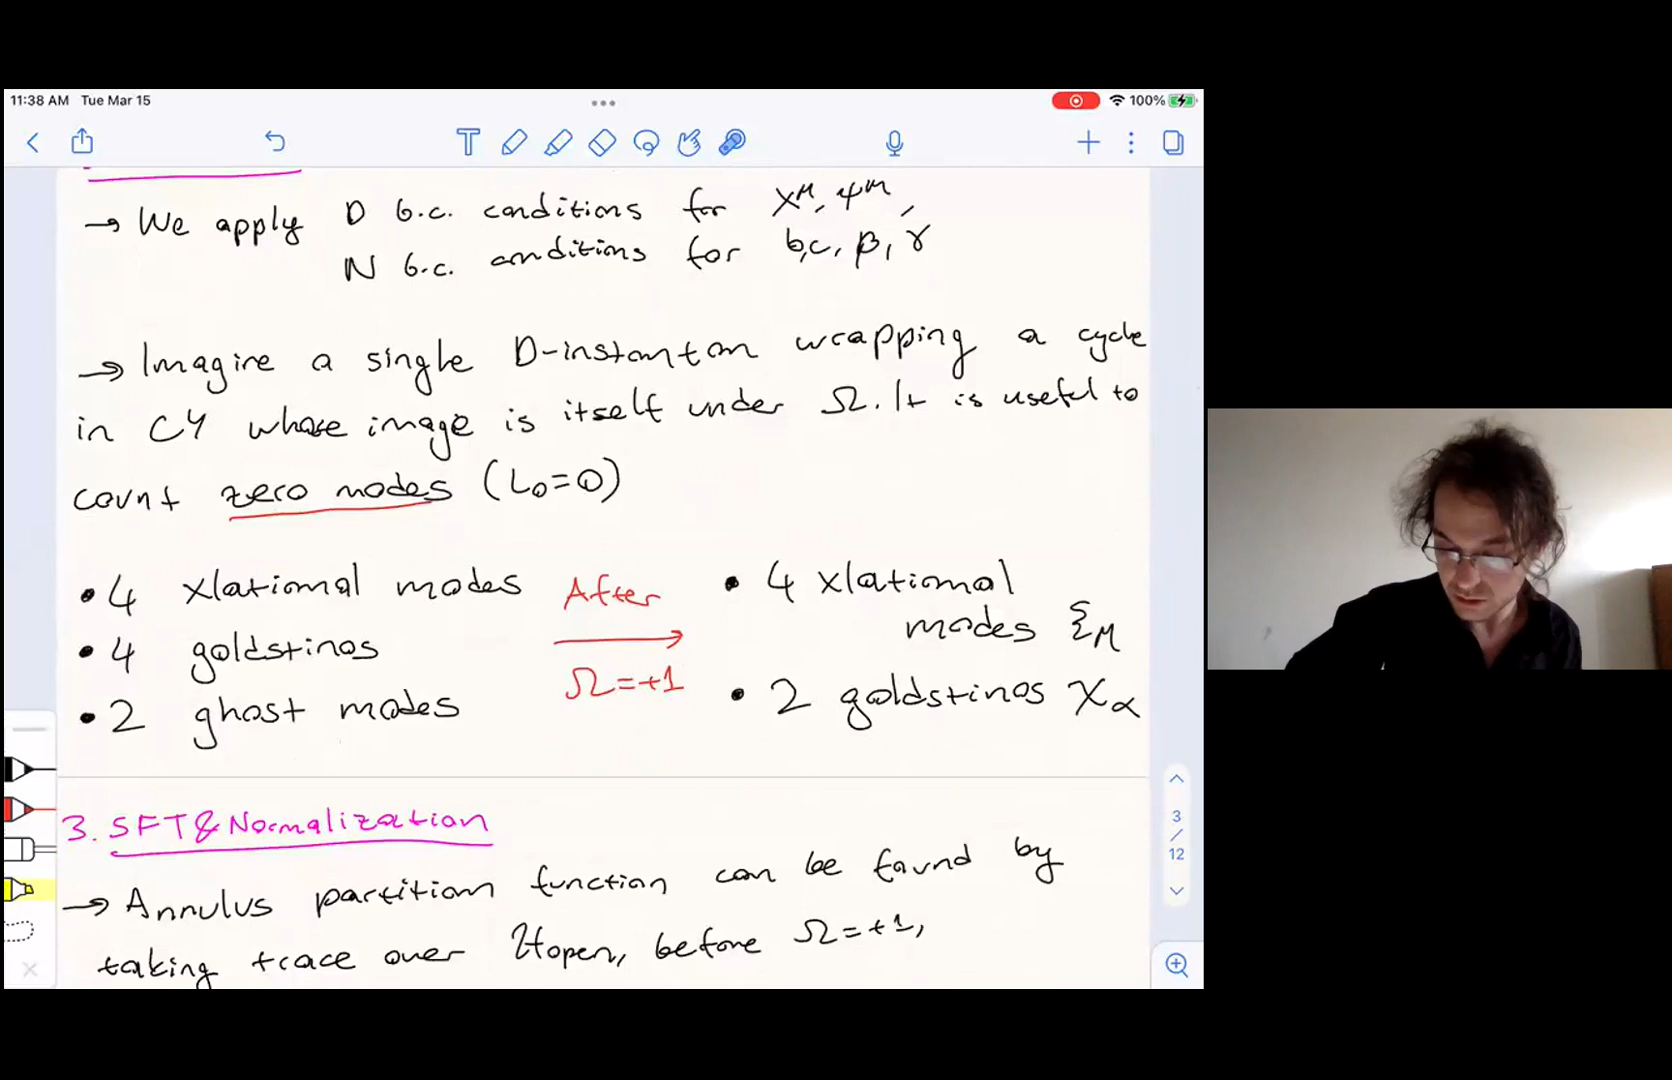 11:38 AM Tue Mar 15
100%
→ We apply D b.c. conditions for X^μ, ψ^μ,
N b.c. conditions for b,c, β, γ
→ Imagine a single D-instanton wrapping a cycle
in CY whose image is itself under Ω. It is useful to
count zero modes (L₀=0)
• 4 xlational modes
• 4 goldstinos
• 2 ghost modes
After
Ω=+1
• 4 xlational
modes ξ_μ
• 2 goldstinos χ_α
3. SFT & Normalization
→ Annulus partition function can be found by
taking trace over Hopen, before Ω=+1,
3
/
12